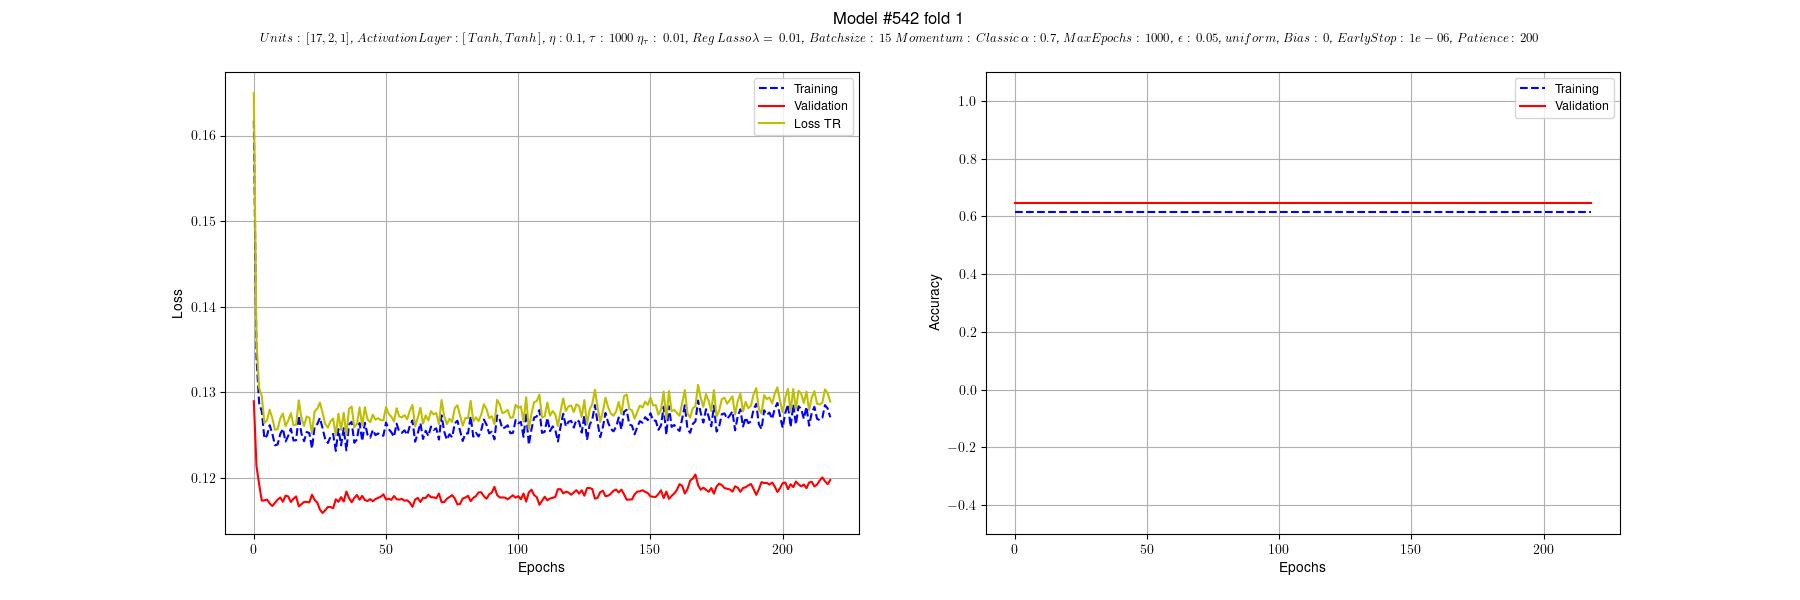 Model #542 fold 1
Units : [17, 2, 1], ActivationLayer : [Tanh, Tanh], η : 0.1, τ : 1000 η_τ : 0.01, Reg Lasso λ = 0.01, Batchsize : 15 Momentum : Classic α : 0.7, MaxEpochs : 1000, ϵ : 0.05, uniform, Bias : 0, EarlyStop : 1e − 06, Patience : 200
Training
Validation
Loss TR
0.16
0.15
0.14
0.13
0.12
Loss
0 50 100 150 200
Epochs
Training
Validation
1.0
0.8
0.6
0.4
0.2
0.0
−0.2
−0.4
Accuracy
0 50 100 150 200
Epochs